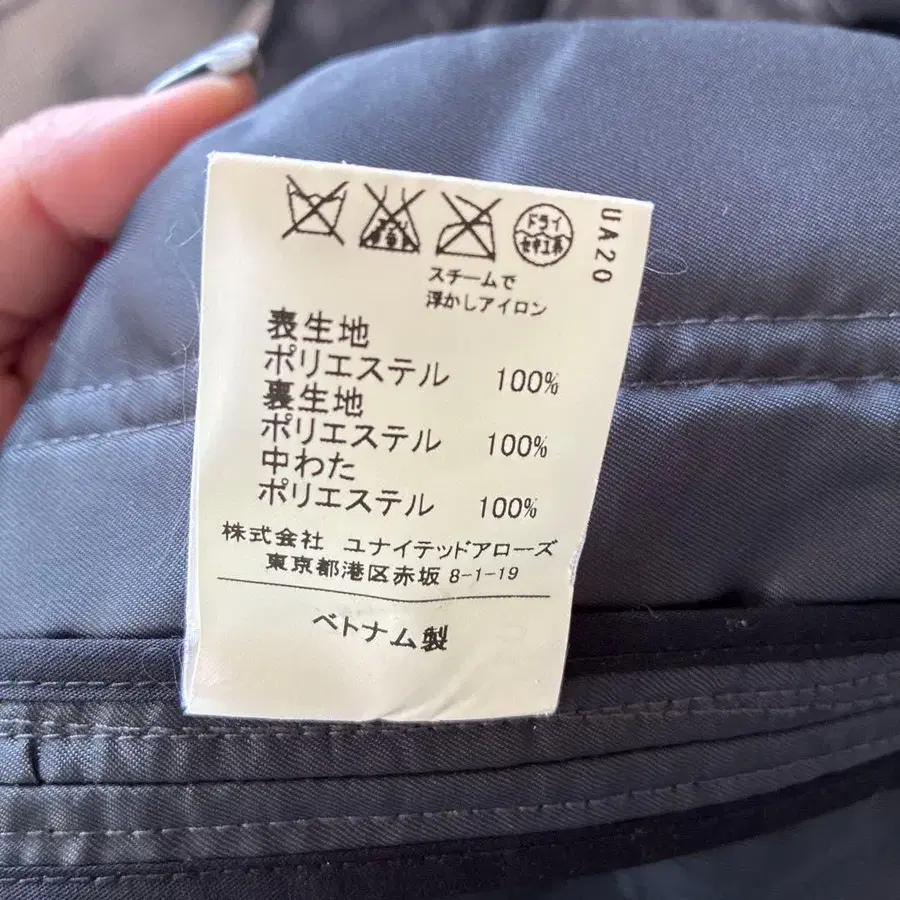 ドライ
セキユ系
UA20
スチームで
浮かしアイロン
表生地
ポリエステル 100%
裏生地
ポリエステル 100%
中わた
ポリエステル 100%
株式会社 ユナイテッドアローズ
東京都港区赤坂 8-1-19
ベトナム製